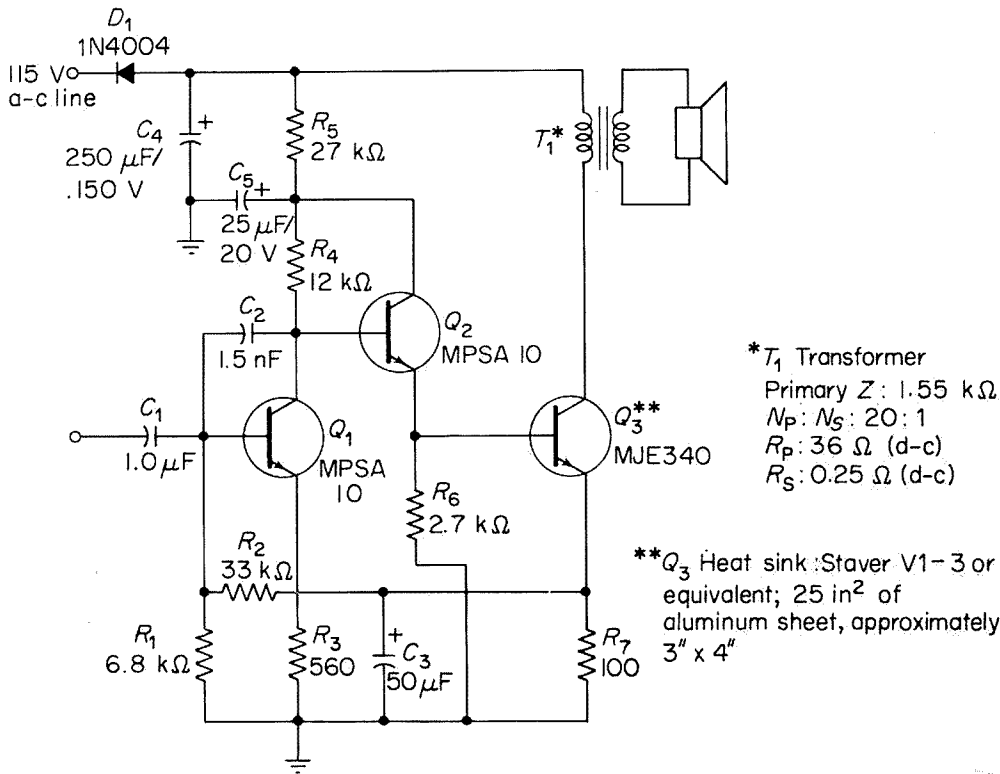 D1
1N4004
115 V
a-c line
C4
250 μF/
.150 V
R5
27 kΩ
C5
+
+
25 μF/
20 V
R4
12 kΩ
T1*
C2
1.5 nF
Q2
MPSA 10
C1
1.0 μF
Q1
MPSA
10
Q3**
MJE340
R6
2.7 kΩ
R2
33 kΩ
R1
6.8 kΩ
R3
560
+
C3
50 μF
R7
100
*T1 Transformer
Primary Z: 1.55 kΩ
NP: NS: 20:1
RP: 36 Ω (d-c)
RS: 0.25 Ω (d-c)
**Q3 Heat sink: Staver V1-3 or
equivalent; 25 in² of
aluminum sheet, approximately
3" x 4"